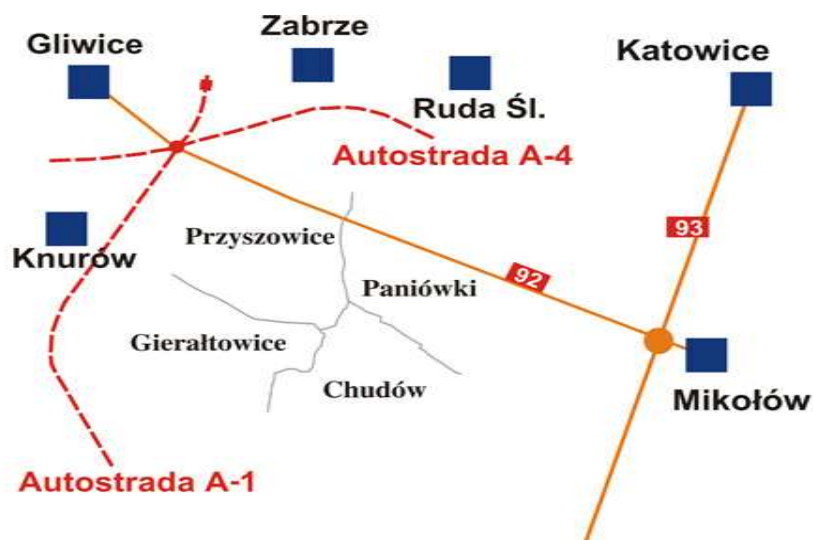 Zabrze
Gliwice
Katowice
Ruda Śl.
Autostrada A-4
93
Przyszowice
Knurów
92
Paniówki
Gierałtowice
Chudów
Mikołów
Autostrada A-1